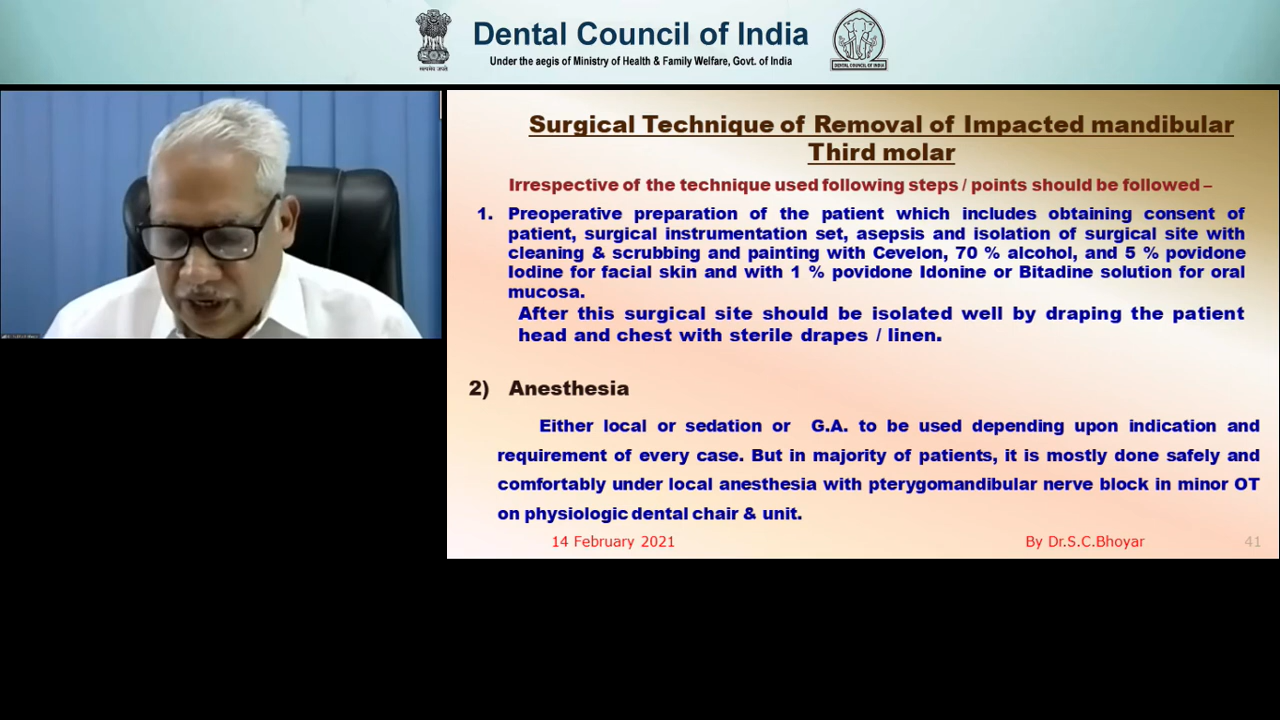 Dental Council of India
Under the aegis of Ministry of Health & Family Welfare, Govt. of India
सत्यमेव जयते
DENTAL COUNCIL OF INDIA
Surgical Technique of Removal of Impacted mandibular
Third molar
Irrespective of the technique used following steps / points should be followed –
1. Preoperative preparation of the patient which includes obtaining consent of
patient, surgical instrumentation set, asepsis and isolation of surgical site with
cleaning & scrubbing and painting with Cevelon, 70 % alcohol, and 5 % povidone
Iodine for facial skin and with 1 % povidone Idonine or Bitadine solution for oral
mucosa.
After this surgical site should be isolated well by draping the patient
head and chest with sterile drapes / linen.
2) Anesthesia
Either local or sedation or G.A. to be used depending upon indication and
requirement of every case. But in majority of patients, it is mostly done safely and
comfortably under local anesthesia with pterygomandibular nerve block in minor OT
on physiologic dental chair & unit.
14 February 2021
By Dr.S.C.Bhoyar
41